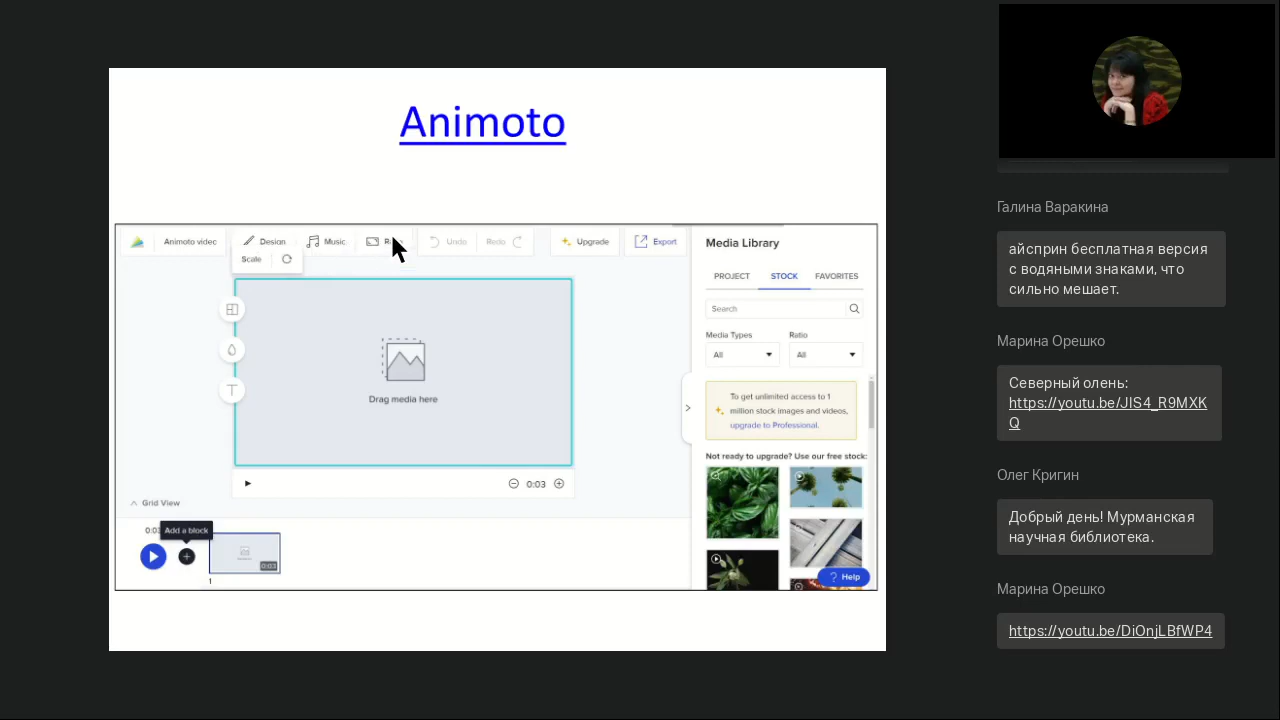 Animoto
Animoto video
Design
Music
Undo
Redo
Upgrade
Export
Scale
Drag media here
0:03
Grid View
Add a block
0:03
1
Media Library
PROJECT
STOCK
FAVORITES
Search
Media Types
Ratio
All
All
To get unlimited access to 1
million stock images and videos,
upgrade to Professional.
Not ready to upgrade? Use our free stock:
? Help
Галина Варакина
айсприн бесплатная версия
с водяными знаками, что
сильно мешает.
Марина Орешко
Северный олень:
https://youtu.be/JlS4_R9MXK
Q
Олег Кригин
Добрый день! Мурманская
научная библиотека.
Марина Орешко
https://youtu.be/DiOnjLBfWP4